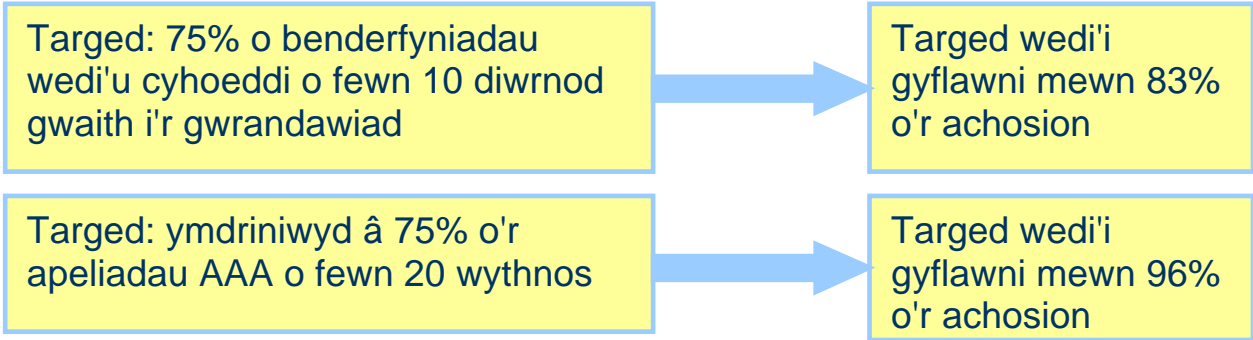 Targed: 75% o benderfyniadau
wedi'u cyhoeddi o fewn 10 diwrnod
gwaith i'r gwrandawiad
Targed wedi'i
gyflawni mewn 83%
o'r achosion
Targed: ymdriniwyd â 75% o'r
apeliadau AAA o fewn 20 wythnos
Targed wedi'i
gyflawni mewn 96%
o'r achosion